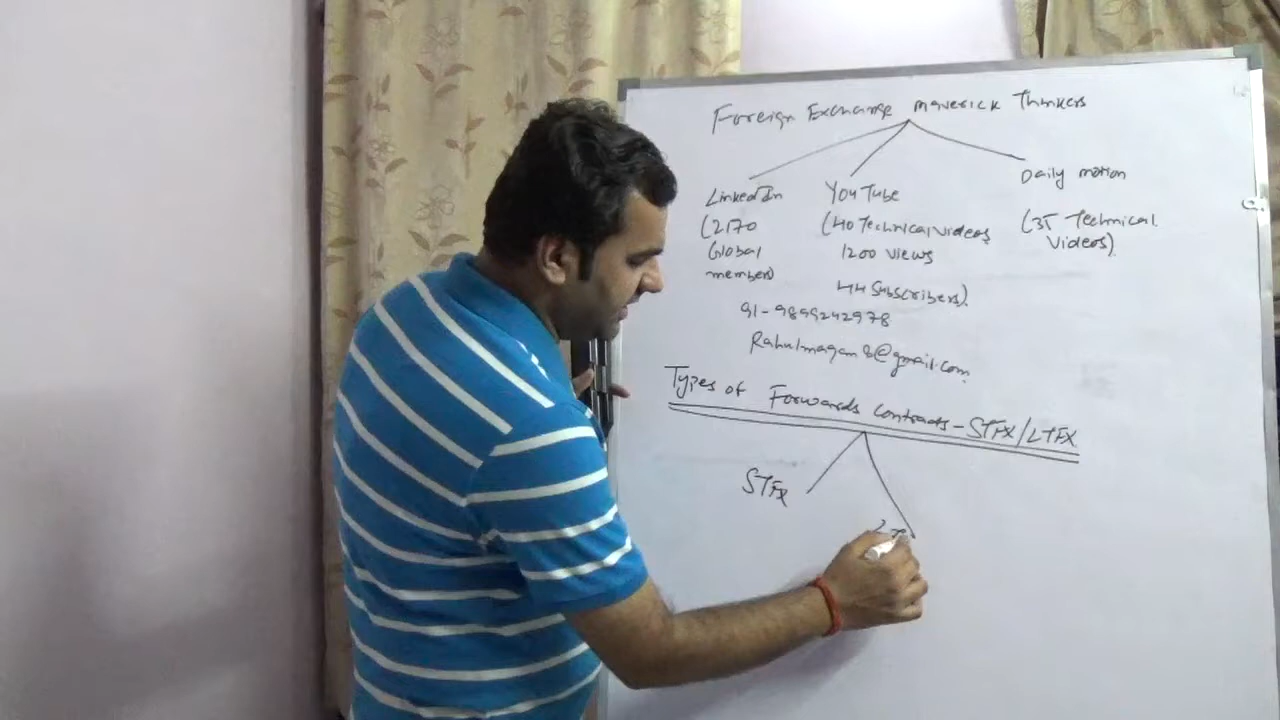 Foreign Exchange Maverick Thinkers
LinkedIn
(2170
Global
members)
YouTube
(40 Technical Videos
1200 views
44 Subscribers).
Daily motion
(35 Technical
Videos).
91-9899242978
Rahulmagan8@gmail.com
Types of Forwards Contracts - STFX/LTFX
STFX
LT